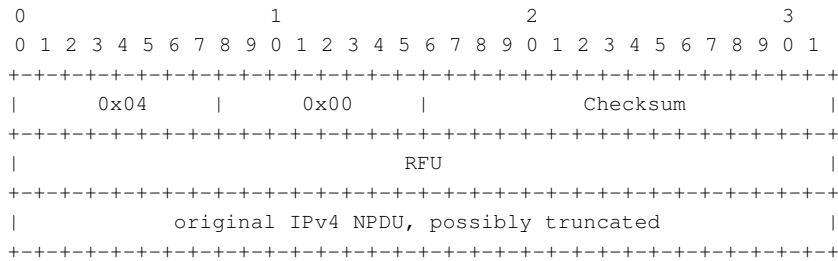 0                   1                   2                   3
0 1 2 3 4 5 6 7 8 9 0 1 2 3 4 5 6 7 8 9 0 1 2 3 4 5 6 7 8 9 0 1
+-+-+-+-+-+-+-+-+-+-+-+-+-+-+-+-+-+-+-+-+-+-+-+-+-+-+-+-+-+-+-+-+
|      0x04     |      0x00     |            Checksum           |
+-+-+-+-+-+-+-+-+-+-+-+-+-+-+-+-+-+-+-+-+-+-+-+-+-+-+-+-+-+-+-+-+
|                              RFU                              |
+-+-+-+-+-+-+-+-+-+-+-+-+-+-+-+-+-+-+-+-+-+-+-+-+-+-+-+-+-+-+-+-+
|            original IPv4 NPDU, possibly truncated             |
+-+-+-+-+-+-+-+-+-+-+-+-+-+-+-+-+-+-+-+-+-+-+-+-+-+-+-+-+-+-+-+-+